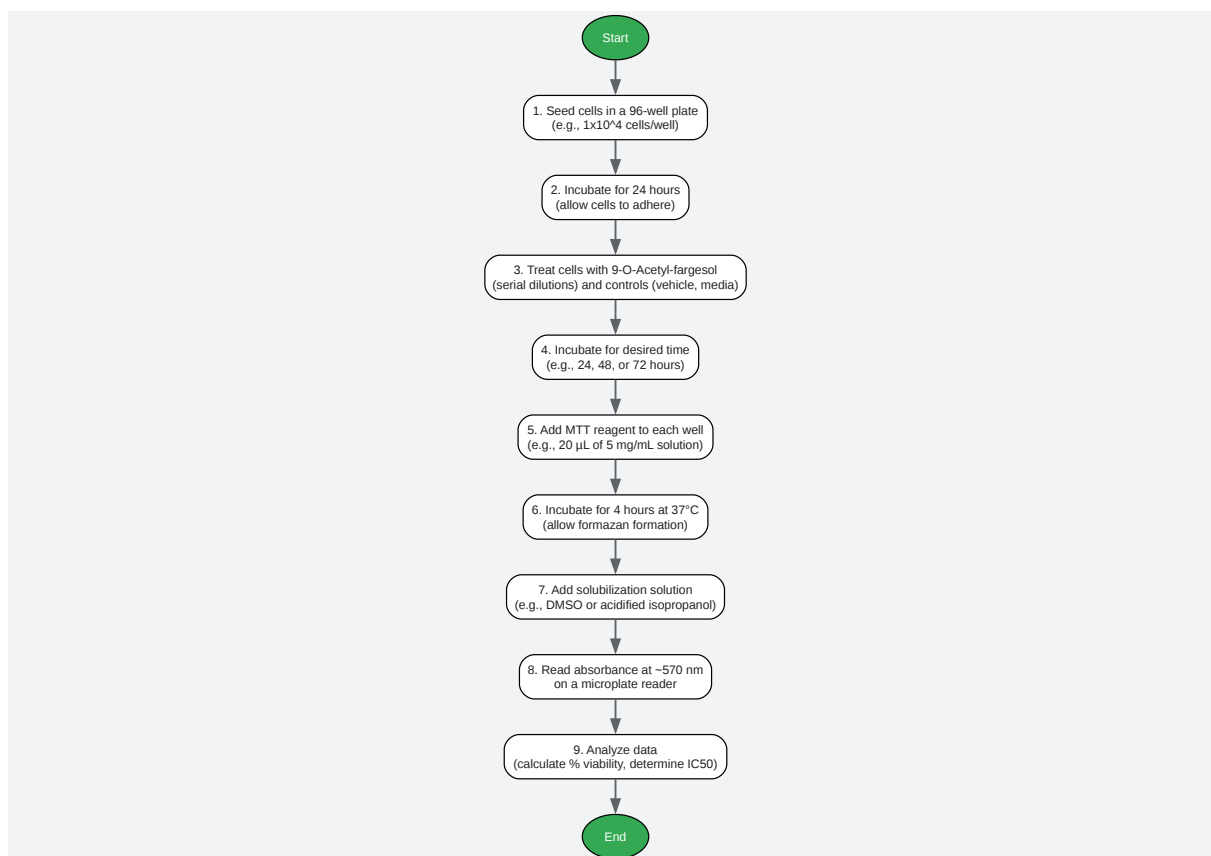 Start
1. Seed cells in a 96-well plate
(e.g., 1x10^4 cells/well)
2. Incubate for 24 hours
(allow cells to adhere)
3. Treat cells with 9-O-Acetyl-fargesol
(serial dilutions) and controls (vehicle, media)
4. Incubate for desired time
(e.g., 24, 48, or 72 hours)
5. Add MTT reagent to each well
(e.g., 20 µL of 5 mg/mL solution)
6. Incubate for 4 hours at 37°C
(allow formazan formation)
7. Add solubilization solution
(e.g., DMSO or acidified isopropanol)
8. Read absorbance at ~570 nm
on a microplate reader
9. Analyze data
(calculate % viability, determine IC50)
End